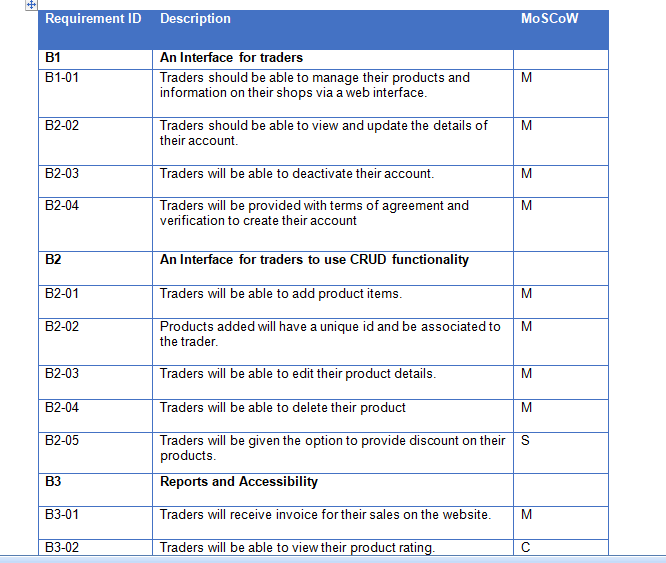 Requirement ID Description MoSCoW
B1 An Interface for traders
B1-01 Traders should be able to manage their products and M
information on their shops via a web interface.
B2-02 Traders should be able to view and update the details of M
their account.
B2-03 Traders will be able to deactivate their account. M
B2-04 Traders will be provided with terms of agreement and M
verification to create their account
B2 An Interface for traders to use CRUD functionality
B2-01 Traders will be able to add product items. M
B2-02 Products added will have a unique id and be associated to M
the trader.
B2-03 Traders will be able to edit their product details. M
B2-04 Traders will be able to delete their product M
B2-05 Traders will be given the option to provide discount on their S
products.
B3 Reports and Accessibility
B3-01 Traders will receive invoice for their sales on the website. M
B3-02 Traders will be able to view their product rating. C